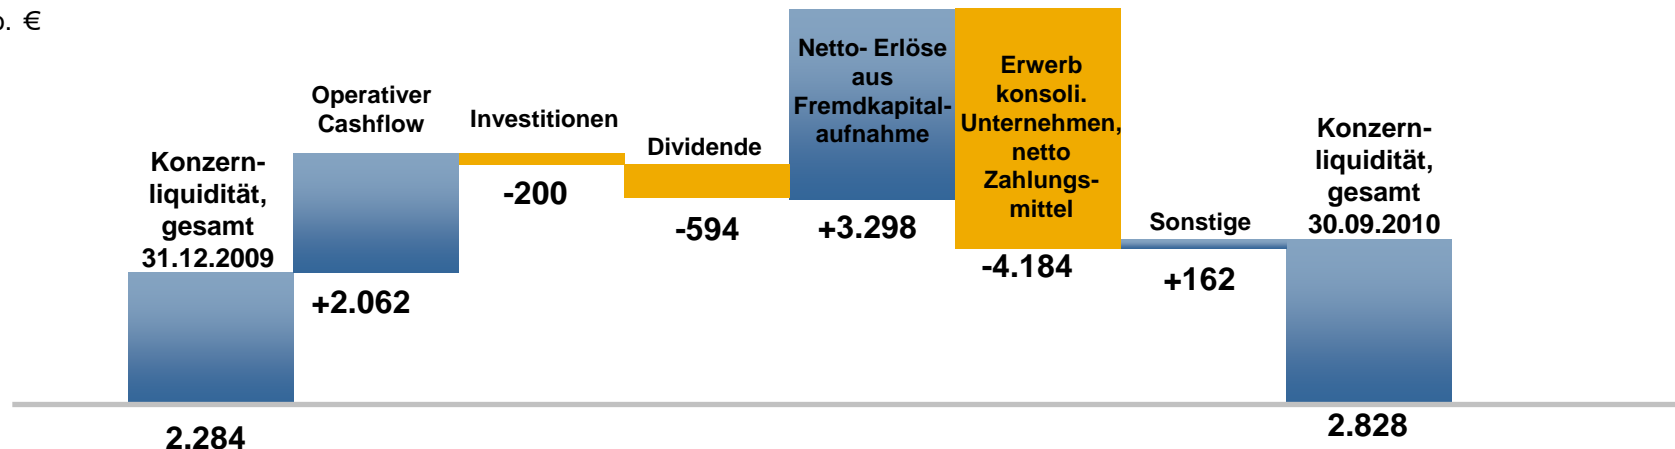 . €
Konzern-
liquidität,
gesamt
31.12.2009
2.284
Operativer
Cashflow
+2.062
Investitionen
-200
Dividende
-594
Netto- Erlöse
aus
Fremdkapital-
aufnahme
+3.298
Erwerb
konsoli.
Unternehmen,
netto
Zahlungs-
mittel
-4.184
Sonstige
+162
Konzern-
liquidität,
gesamt
30.09.2010
2.828